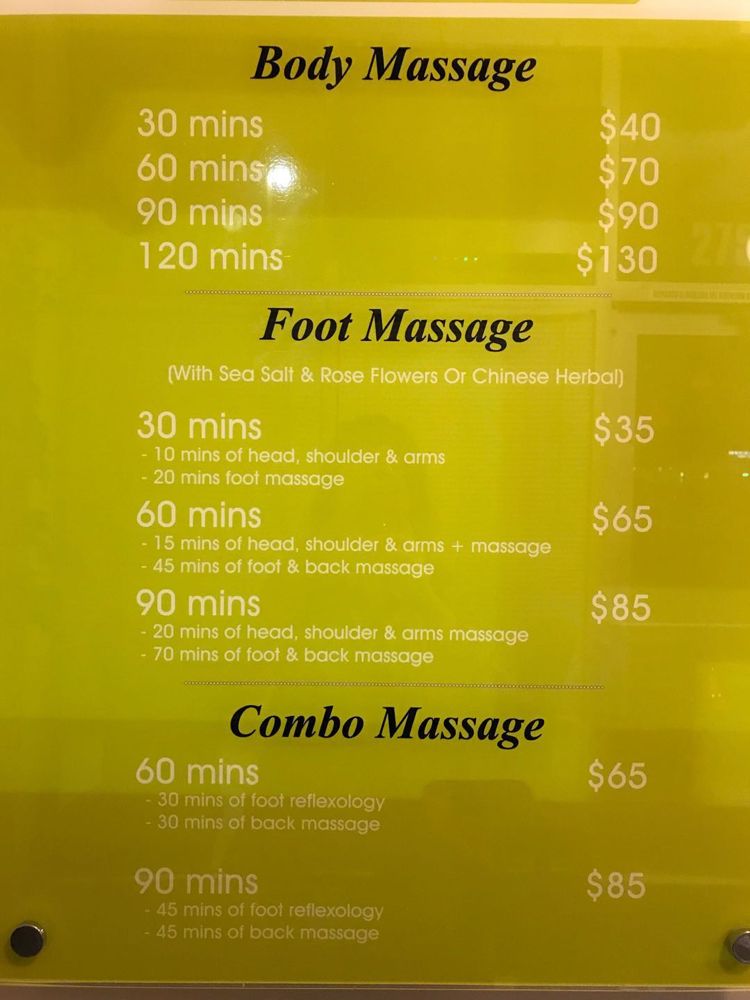 Body Massage
30 mins $40
60 mins $70
90 mins $90
120 mins $130
Foot Massage
(With Sea Salt & Rose Flowers Or Chinese Herbal)
30 mins $35
- 10 mins of head, shoulder & arms
- 20 mins foot massage
60 mins $65
- 15 mins of head, shoulder & arms + massage
- 45 mins of foot & back massage
90 mins $85
- 20 mins of head, shoulder & arms massage
- 70 mins of foot & back massage
Combo Massage
60 mins $65
- 30 mins of foot reflexology
- 30 mins of back massage
90 mins $85
- 45 mins of foot reflexology
- 45 mins of back massage